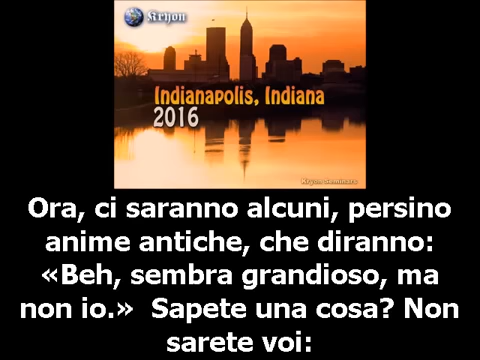 Kryon
Indianapolis, Indiana
2016
Kryon Seminars
Ora, ci saranno alcuni, persino
anime antiche, che diranno:
«Beh, sembra grandioso, ma
non io.»  Sapete una cosa? Non
sarete voi: